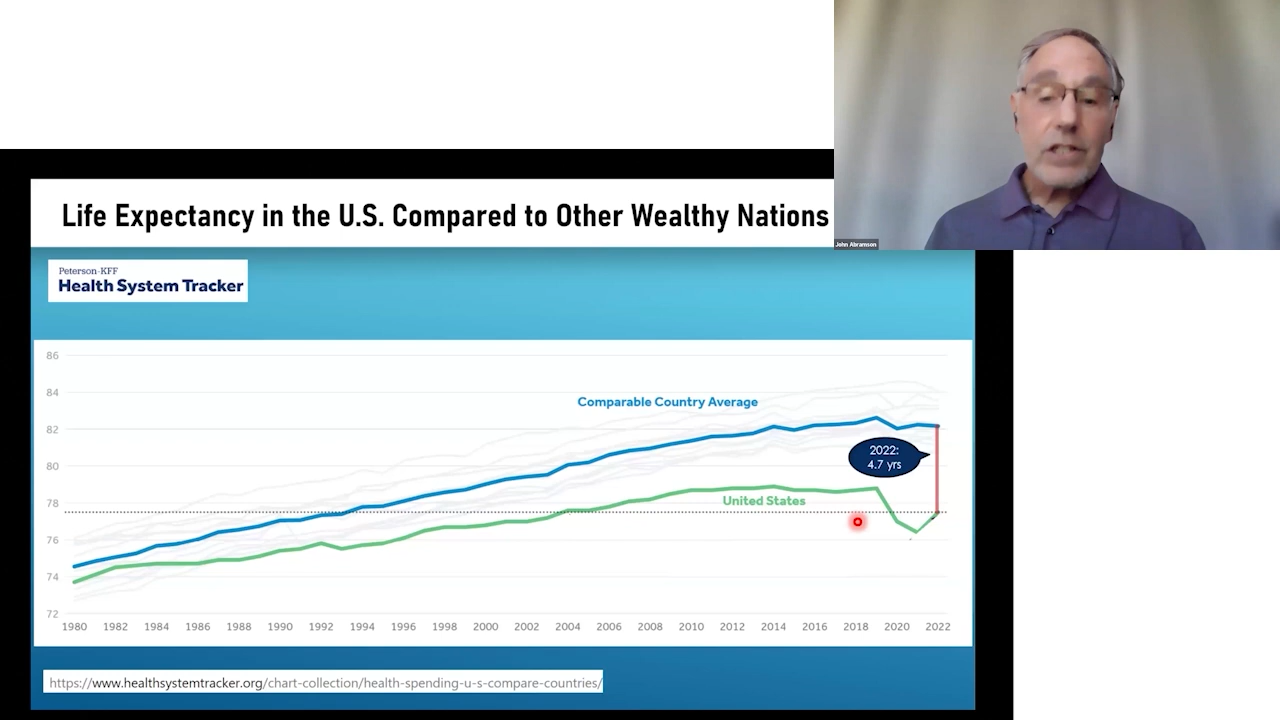 John Abramson
Life Expectancy in the U.S. Compared to Other Wealthy Nations
Peterson-KFF
Health System Tracker
86
84
82
80
78
76
74
72
Comparable Country Average
2022:
4.7 yrs
United States
1980 1982 1984 1986 1988 1990 1992 1994 1996 1998 2000 2002 2004 2006 2008 2010 2012 2014 2016 2018 2020 2022
https://www.healthsystemtracker.org/chart-collection/health-spending-u-s-compare-countries/